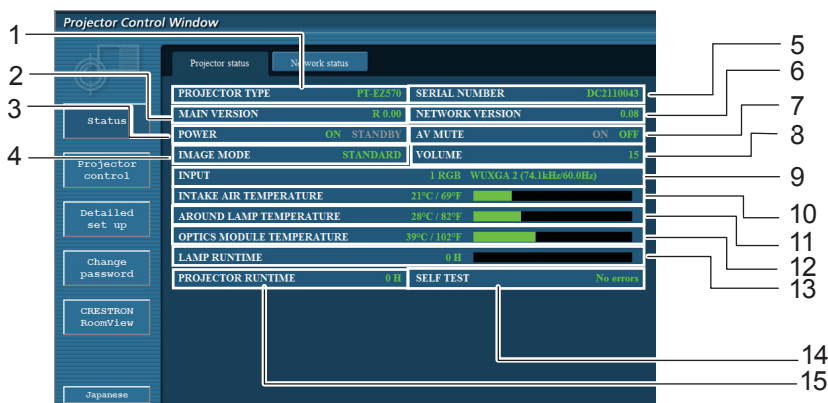 Projector Control Window
Projector status
Network status
PROJECTOR TYPE PT-EZ570
SERIAL NUMBER DC2110043
MAIN VERSION R 0.00
NETWORK VERSION 0.08
POWER ON STANDBY
AV MUTE ON OFF
IMAGE MODE STANDARD
VOLUME 15
INPUT 1 RGB WUXGA 2 (74.1kHz/60.0Hz)
INTAKE AIR TEMPERATURE 21°C / 69°F
AROUND LAMP TEMPERATURE 28°C / 82°F
OPTICS MODULE TEMPERATURE 39°C / 102°F
LAMP RUNTIME 0 H
PROJECTOR RUNTIME 0 H
SELF TEST No errors
Status
Projector
control
Detailed
set up
Change
password
CRESTRON
RoomView
Japanese
1
2
3
4
5
6
7
8
9
10
11
12
13
14
15